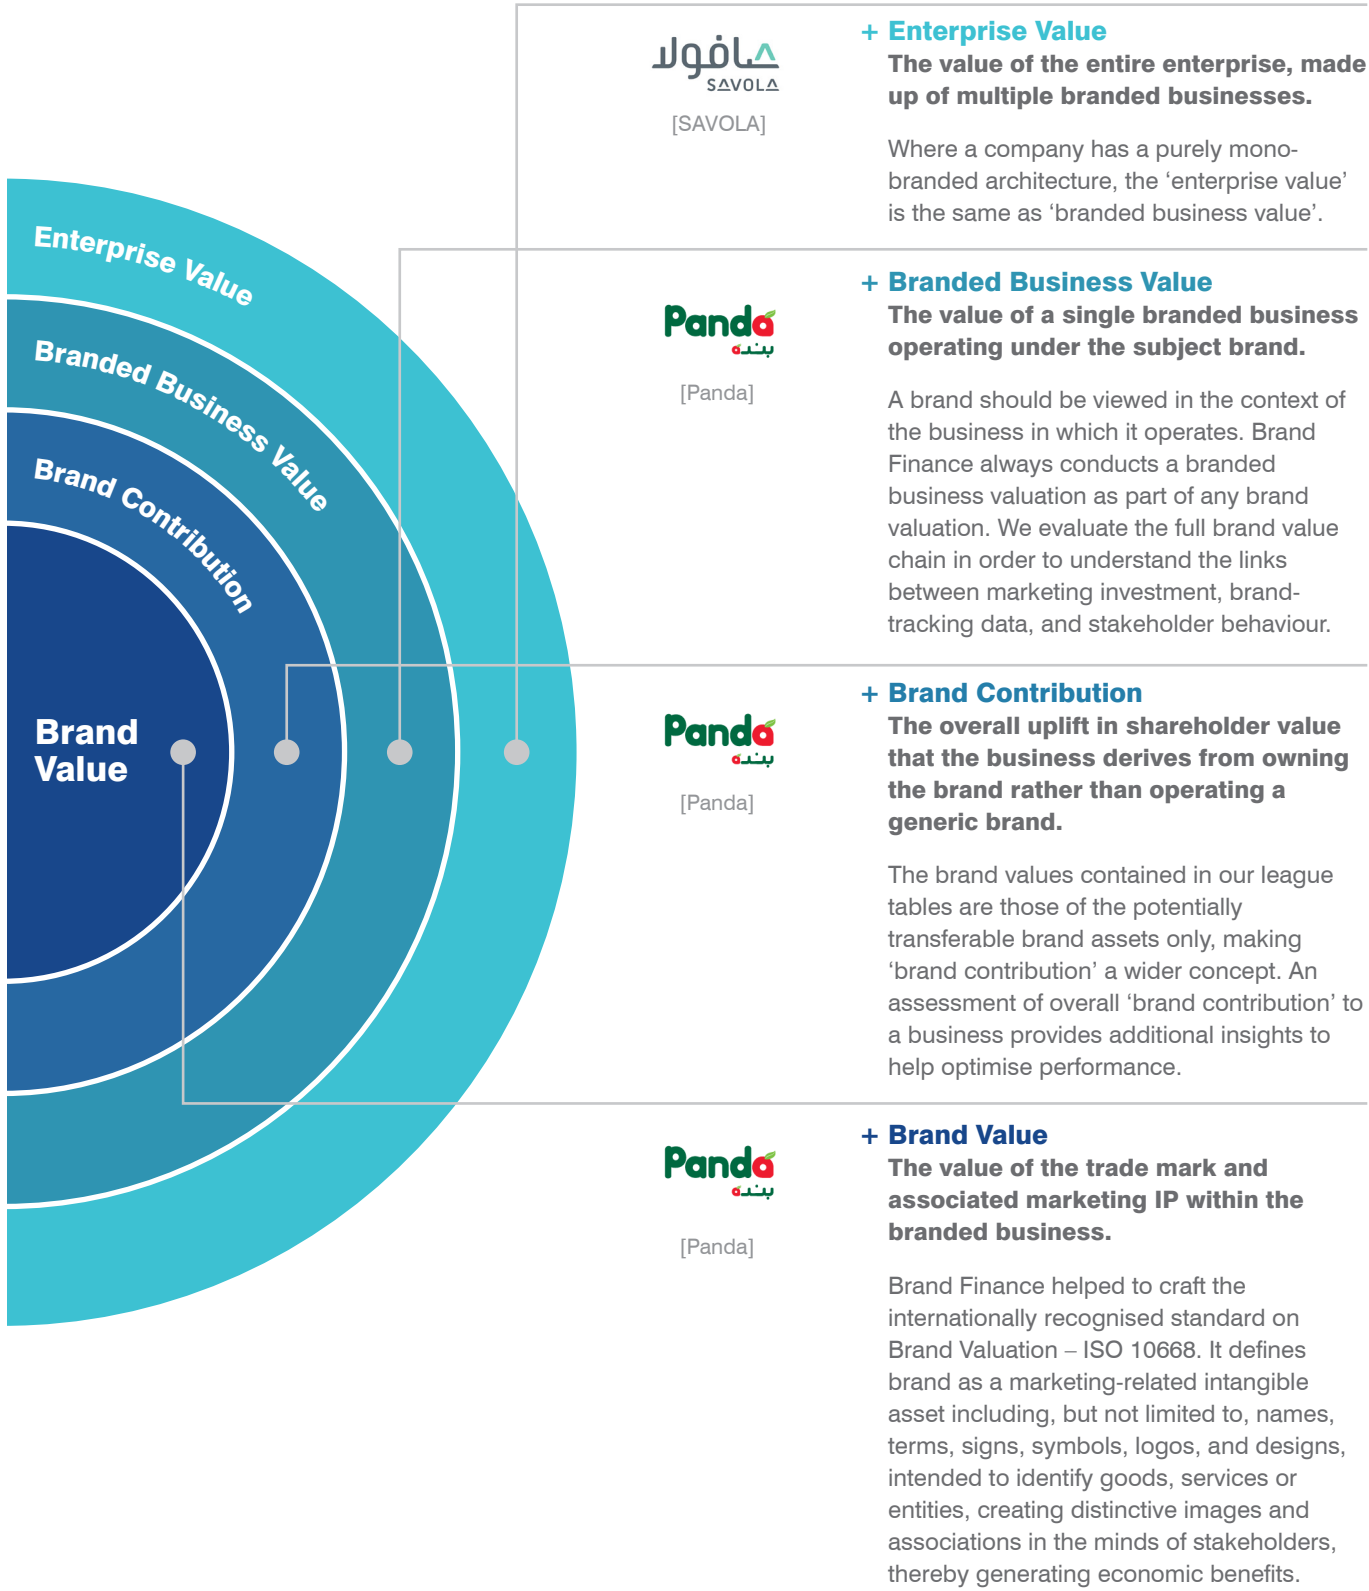 Enterprise Value
Branded Business Value
Brand Contribution
Brand
Value
سافولا
SAVOLA
[SAVOLA]
+ Enterprise Value
The value of the entire enterprise, made
up of multiple branded businesses.
Where a company has a purely mono-
branded architecture, the ‘enterprise value’
is the same as ‘branded business value’.
Panda
بنده
[Panda]
+ Branded Business Value
The value of a single branded business
operating under the subject brand.
A brand should be viewed in the context of
the business in which it operates. Brand
Finance always conducts a branded
business valuation as part of any brand
valuation. We evaluate the full brand value
chain in order to understand the links
between marketing investment, brand-
tracking data, and stakeholder behaviour.
Panda
بنده
[Panda]
+ Brand Contribution
The overall uplift in shareholder value
that the business derives from owning
the brand rather than operating a
generic brand.
The brand values contained in our league
tables are those of the potentially
transferable brand assets only, making
‘brand contribution’ a wider concept. An
assessment of overall ‘brand contribution’ to
a business provides additional insights to
help optimise performance.
Panda
بنده
[Panda]
+ Brand Value
The value of the trade mark and
associated marketing IP within the
branded business.
Brand Finance helped to craft the
internationally recognised standard on
Brand Valuation – ISO 10668. It defines
brand as a marketing-related intangible
asset including, but not limited to, names,
terms, signs, symbols, logos, and designs,
intended to identify goods, services or
entities, creating distinctive images and
associations in the minds of stakeholders,
thereby generating economic benefits.